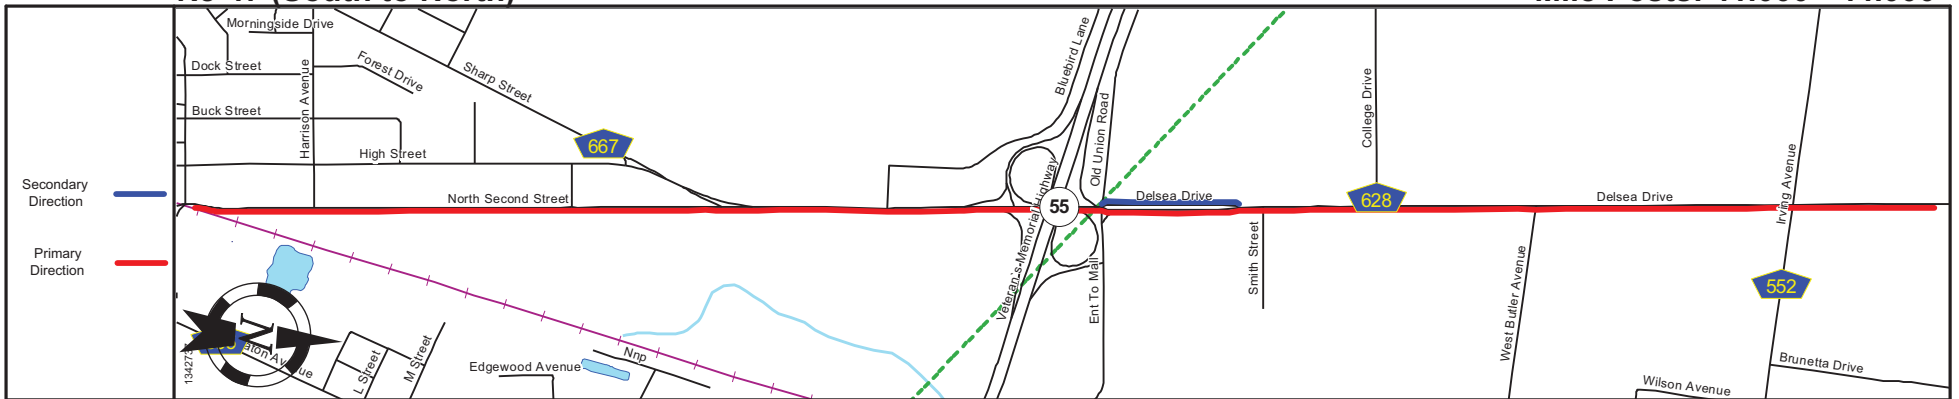 Morningside Drive
Dock Street
Buck Street
Harrison Avenue
Forest Drive
Sharp Street
High Street
667
North Second Street
Secondary
Direction
Primary
Direction
Bluebird Lane
Old Union Road
Veteran's Memorial Highway
55
Delsea Drive
College Drive
628
Delsea Drive
Irving Avenue
Smith Street
Ent To Mall
West Butler Avenue
552
Brunetta Drive
Wilson Avenue
N
L Street
M Street
Edgewood Avenue
Nnp